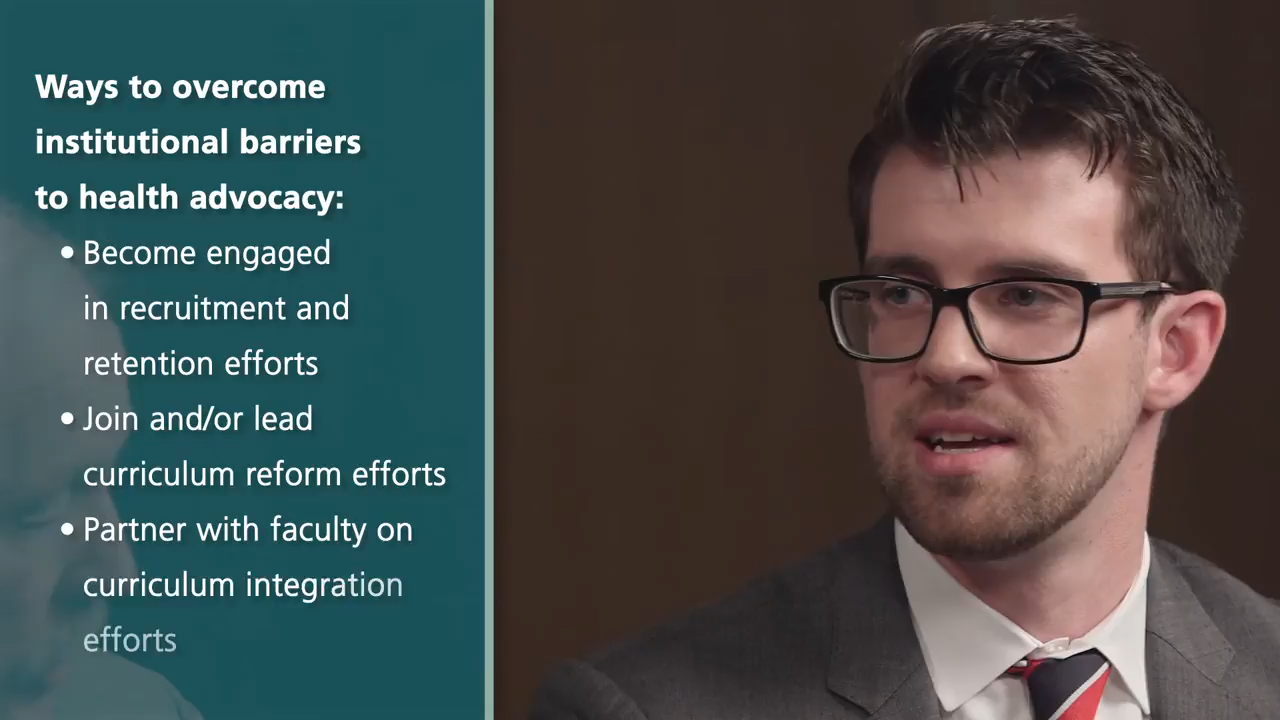 Ways to overcome
institutional barriers
to health advocacy:
• Become engaged
in recruitment and
retention efforts
• Join and/or lead
curriculum reform efforts
• Partner with faculty on
curriculum integration
efforts